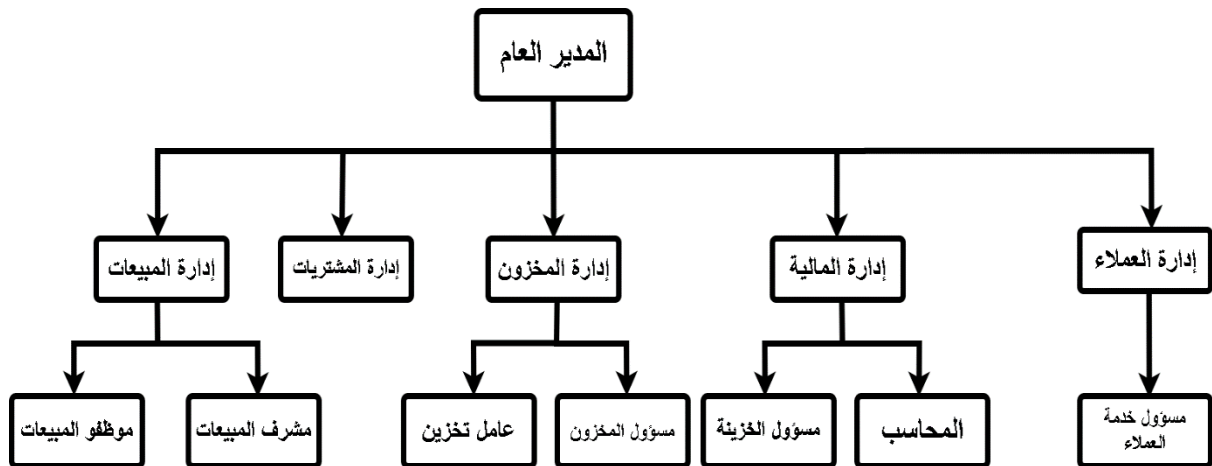 المدير العام
إدارة العملاء
إدارة المالية
إدارة المخزون
إدارة المشتريات
إدارة المبيعات
مسؤول خدمة
العملاء
المحاسب
مسؤول الخزينة
مسؤول المخزون
عامل تخزين
مشرف المبيعات
موظفو المبيعات